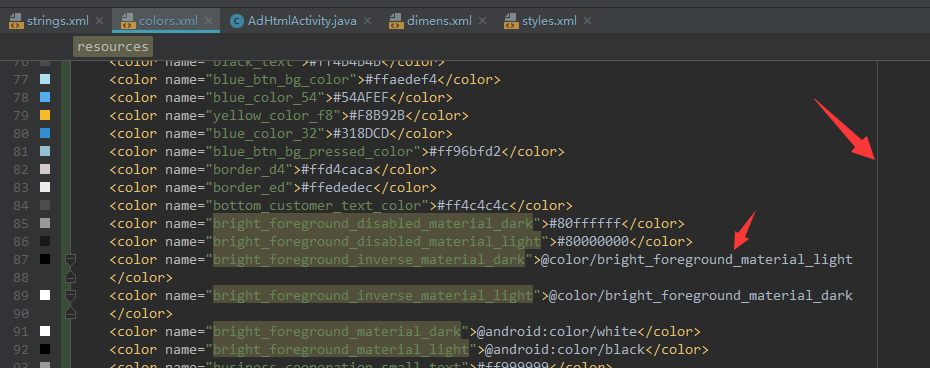 strings.xml colors.xml AdHtmlActivity.java dimens.xml styles.xml
resources
76 <color name="black_text">#ff4b4b4b</color>
77 <color name="blue_btn_bg_color">#ffaedef4</color>
78 <color name="blue_color_54">#54AFEF</color>
79 <color name="yellow_color_f8">#F8B92B</color>
80 <color name="blue_color_32">#318DCD</color>
81 <color name="blue_btn_bg_pressed_color">#ff96bfd2</color>
82 <color name="border_d4">#ffd4caca</color>
83 <color name="border_ed">#ffededec</color>
84 <color name="bottom_customer_text_color">#ff4c4c4c</color>
85 <color name="bright_foreground_disabled_material_dark">#80ffffff</color>
86 <color name="bright_foreground_disabled_material_light">#80000000</color>
87 <color name="bright_foreground_inverse_material_dark">@color/bright_foreground_material_light
88 </color>
89 <color name="bright_foreground_inverse_material_light">@color/bright_foreground_material_dark
90 </color>
91 <color name="bright_foreground_material_dark">@android:color/white</color>
92 <color name="bright_foreground_material_light">@android:color/black</color>
93 <color name="business_cooperation_small_text">#ff999999</color>